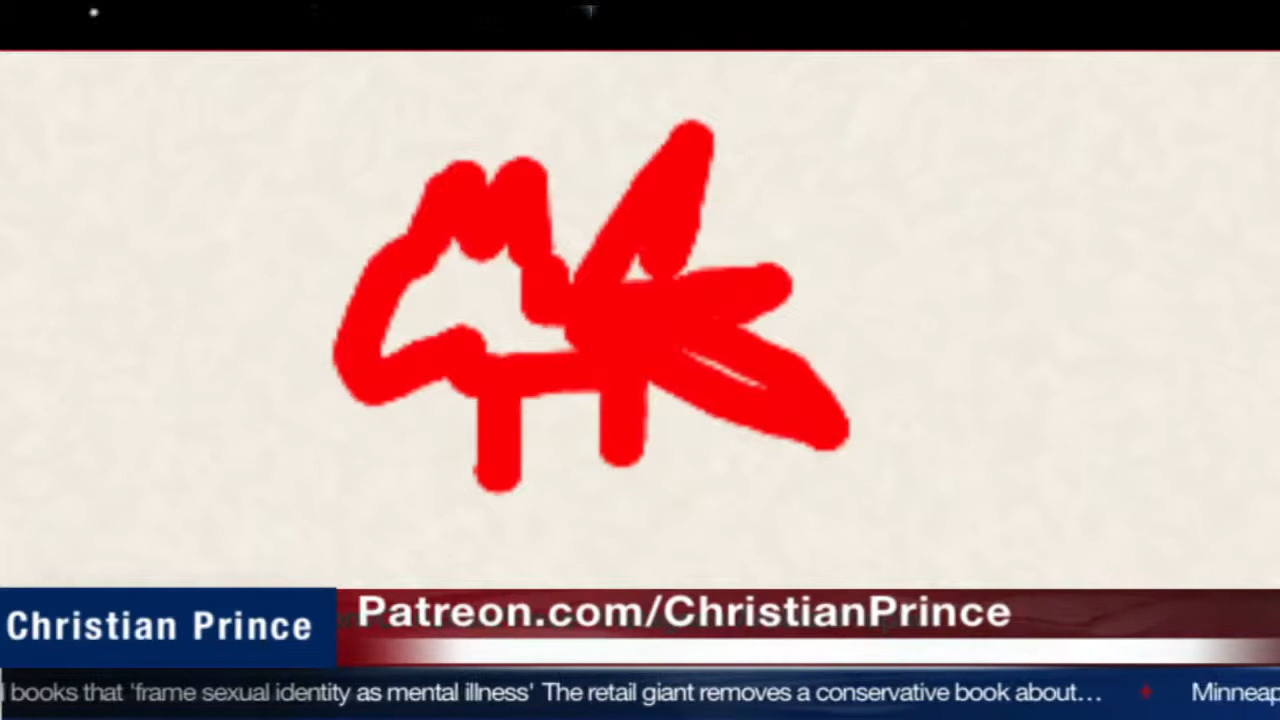 Patreon.com/ChristianPrince
Christian Prince
books that 'frame sexual identity as mental illness' The retail giant removes a conservative book about… Minneap